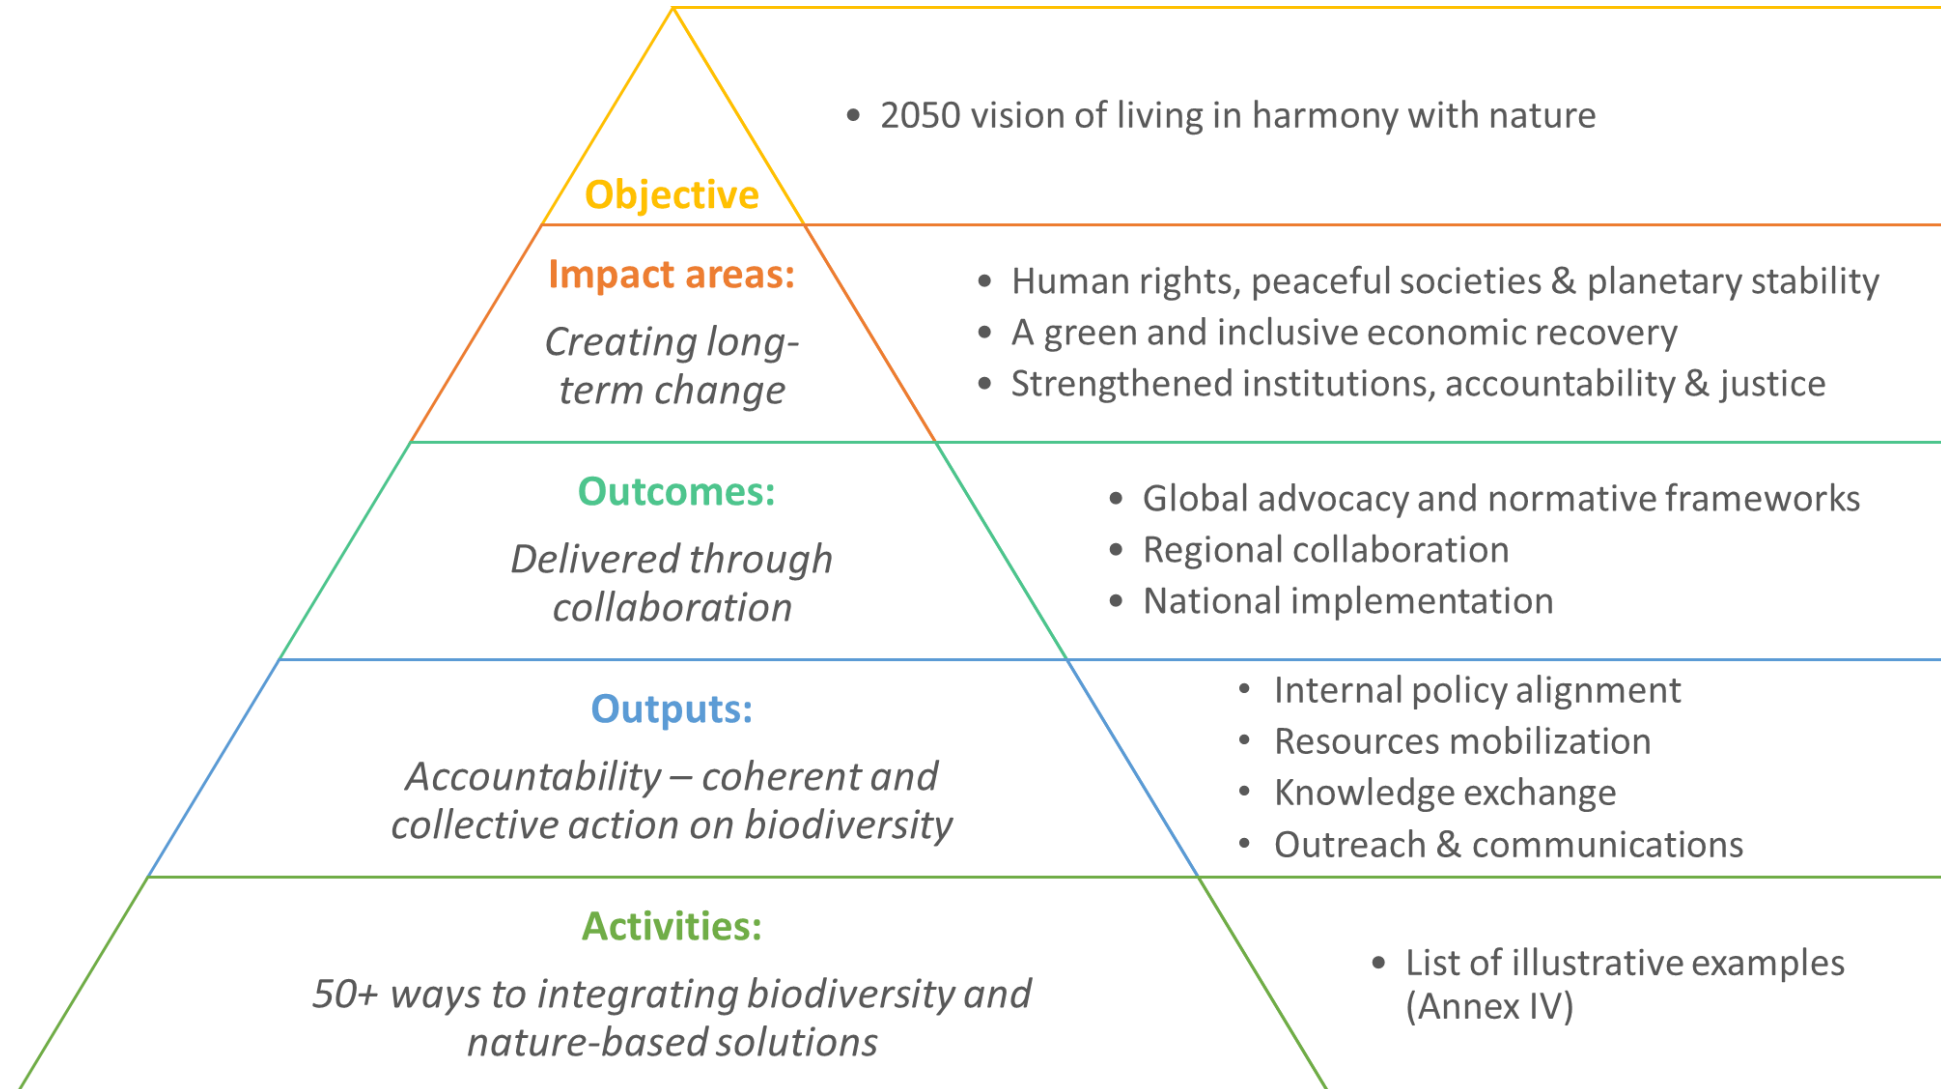 • 2050 vision of living in harmony with nature
Objective
Impact areas:
Creating long-
term change
• Human rights, peaceful societies & planetary stability
• A green and inclusive economic recovery
• Strengthened institutions, accountability & justice
Outcomes:
Delivered through
collaboration
• Global advocacy and normative frameworks
• Regional collaboration
• National implementation
Outputs:
Accountability – coherent and
collective action on biodiversity
• Internal policy alignment
• Resources mobilization
• Knowledge exchange
• Outreach & communications
Activities:
50+ ways to integrating biodiversity and
nature-based solutions
• List of illustrative examples
(Annex IV)